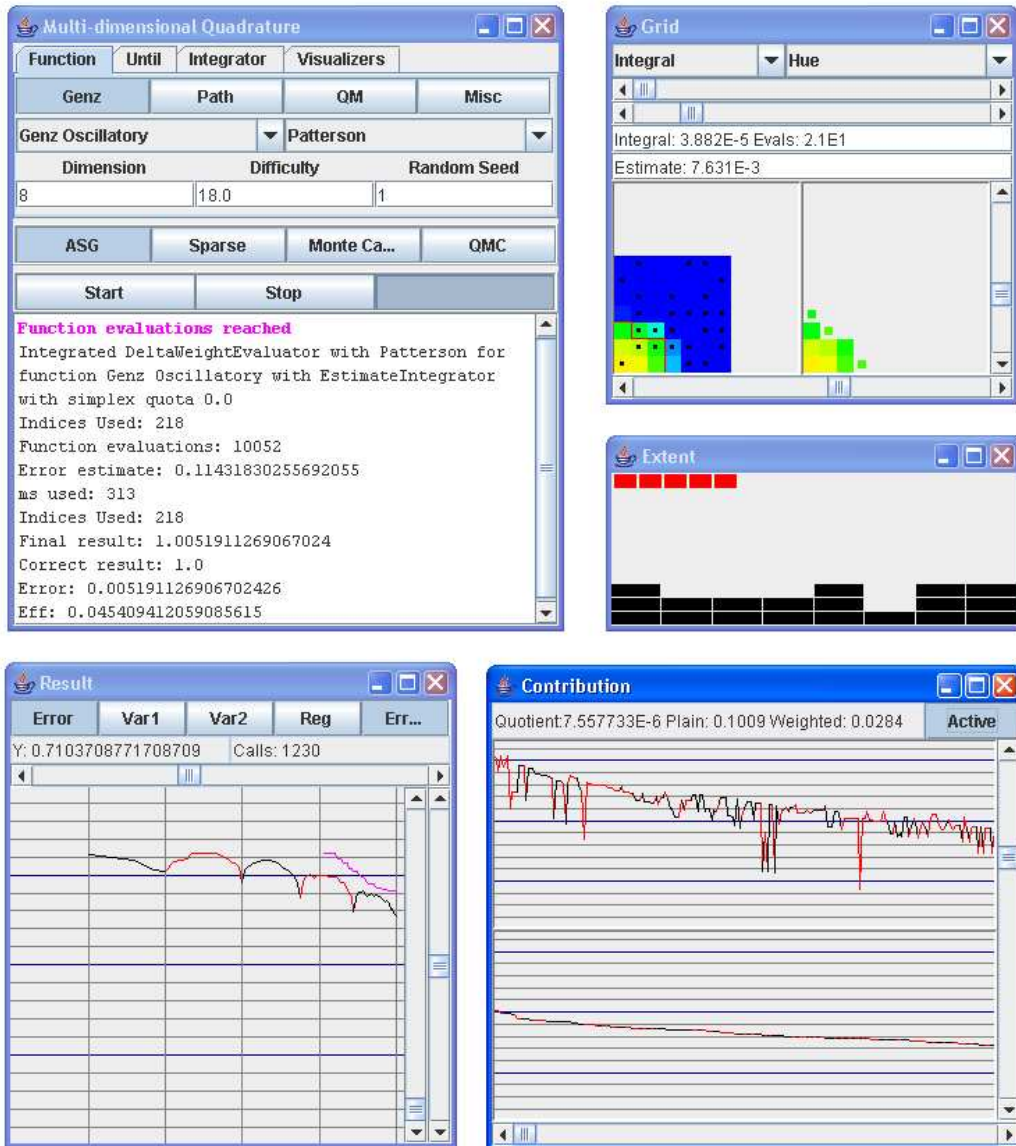 Multi-dimensional Quadrature
Function Until Integrator Visualizers
Genz Path QM Misc
Genz Oscillatory Patterson
Dimension Difficulty Random Seed
8 18.0 1
ASG Sparse Monte Ca... QMC
Start Stop
Function evaluations reached
Integrated DeltaWeightEvaluator with Patterson for
function Genz Oscillatory with EstimateIntegrator
with simplex quota 0.0
Indices Used: 218
Function evaluations: 10052
Error estimate: 0.11431830255692055
ms used: 313
Indices Used: 218
Final result: 1.0051911269067024
Correct result: 1.0
Error: 0.005191126906702426
Eff: 0.045409412059085615
Grid
Integral Hue
Integral: 3.882E-5 Evals: 2.1E1
Estimate: 7.631E-3
Extent
Result
Error Var1 Var2 Reg Err...
Y: 0.7103708771708709 Calls: 1230
Contribution
Quotient:7.557733E-6 Plain: 0.1009 Weighted: 0.0284 Active